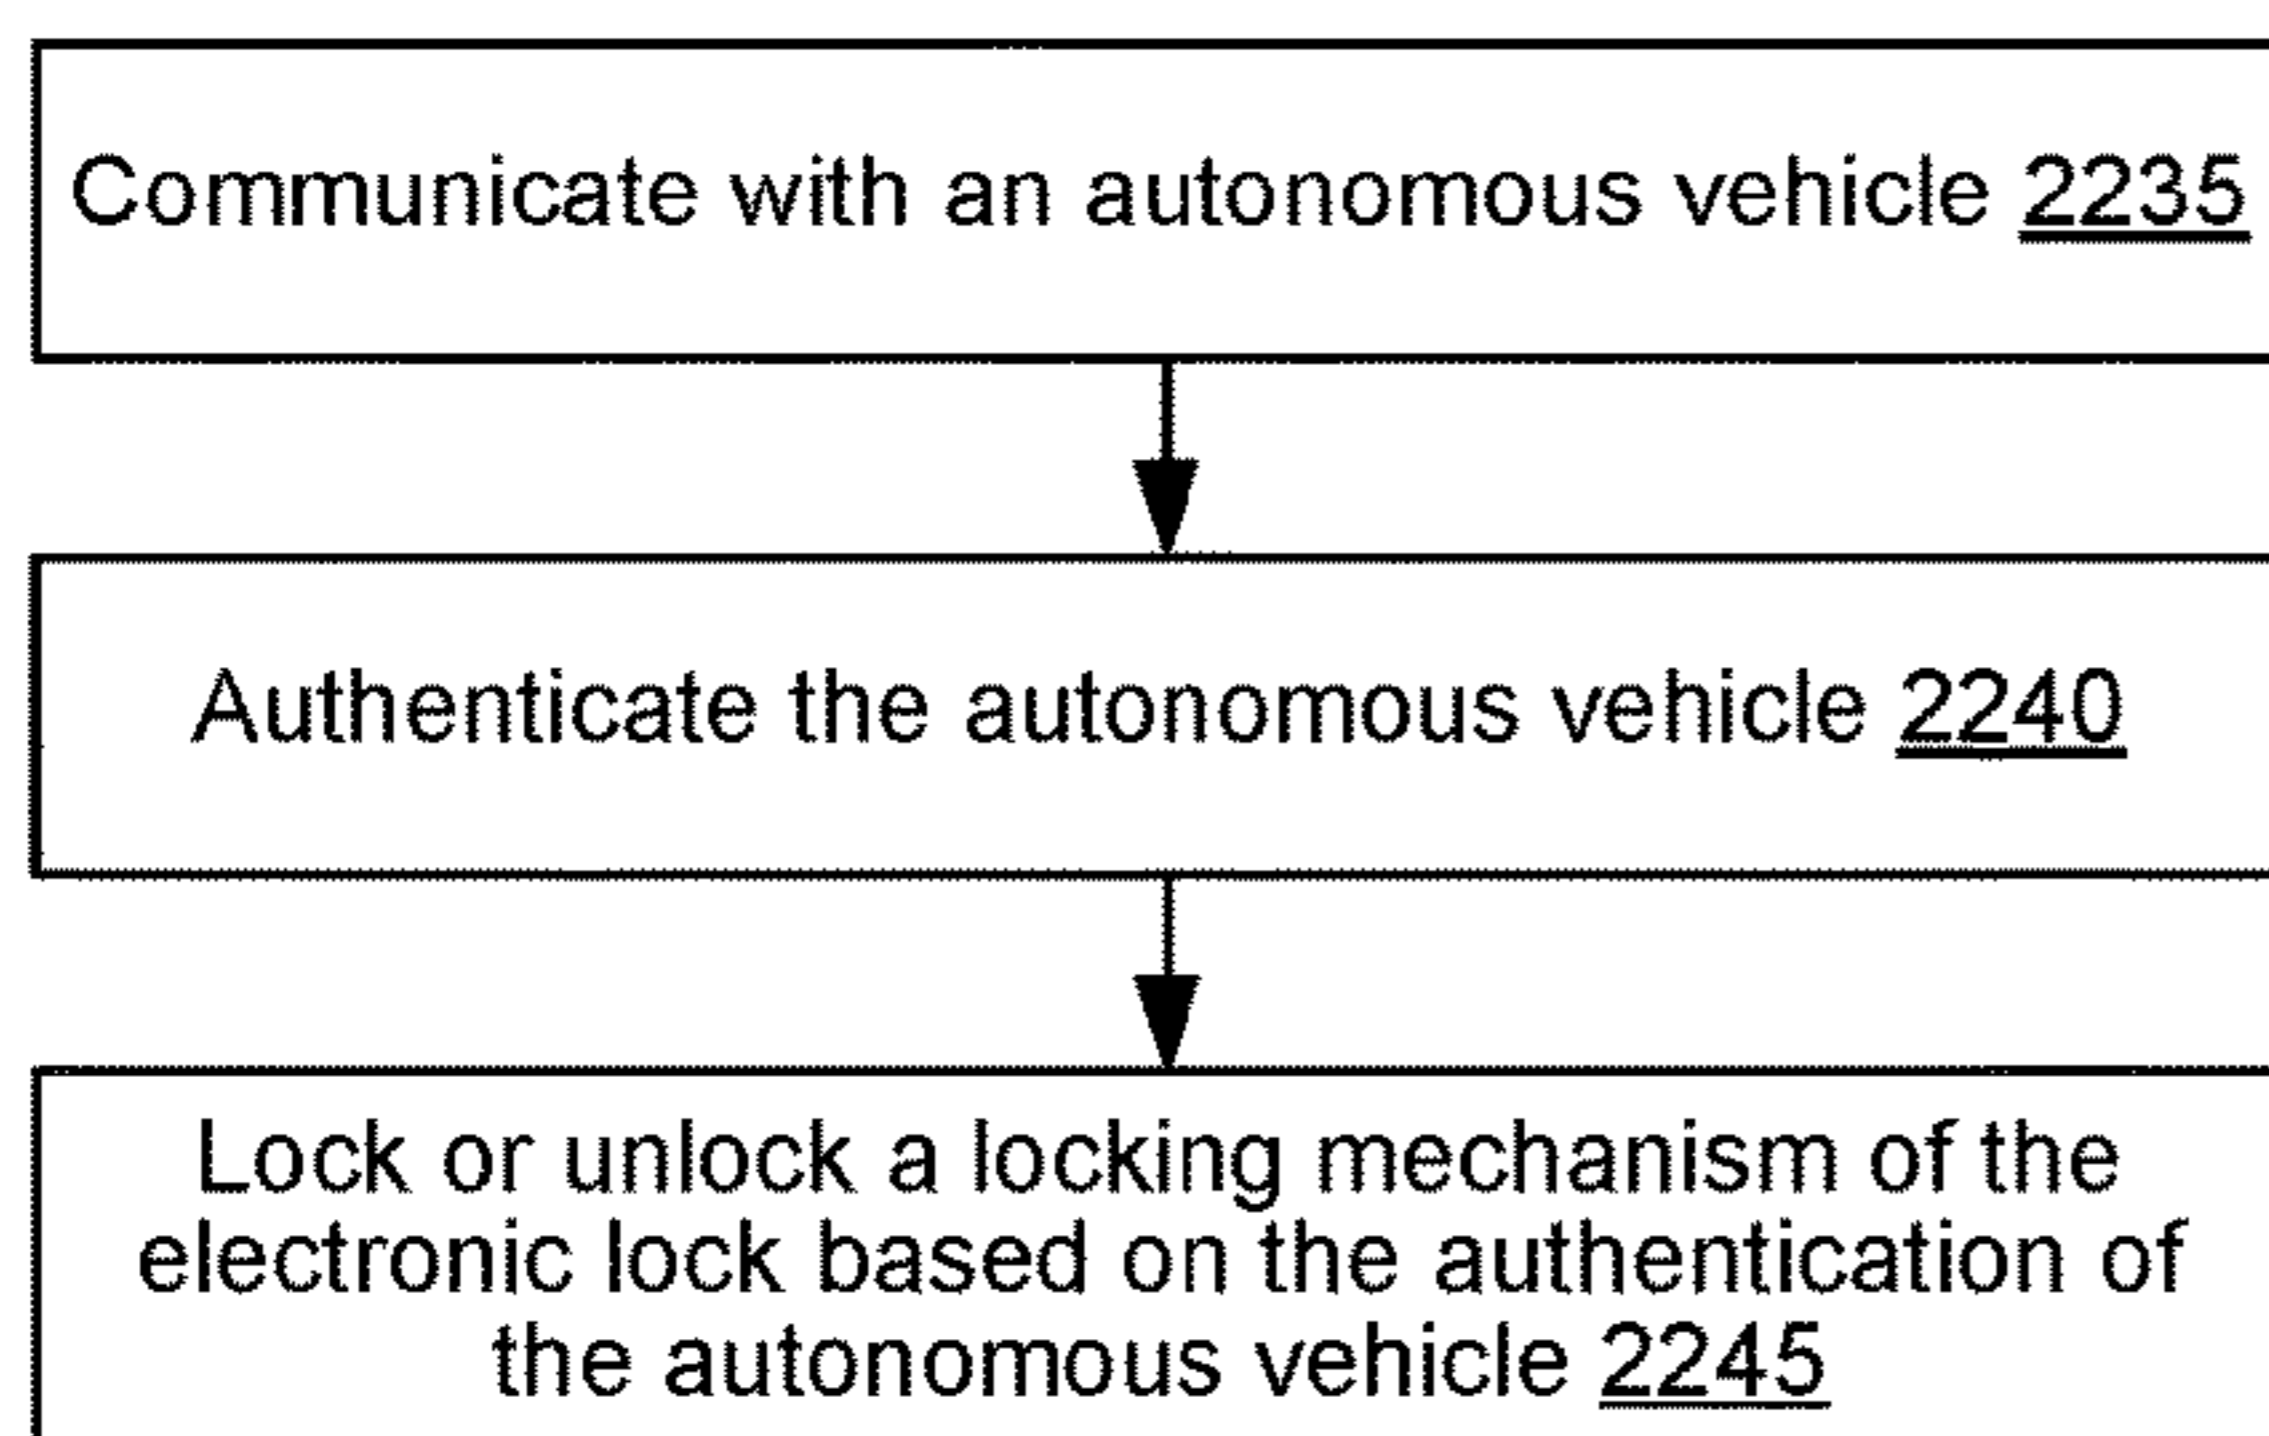 Communicate with an autonomous vehicle 2235
Authenticate the autonomous vehicle 2240
Lock or unlock a locking mechanism of the
electronic lock based on the authentication of
the autonomous vehicle 2245